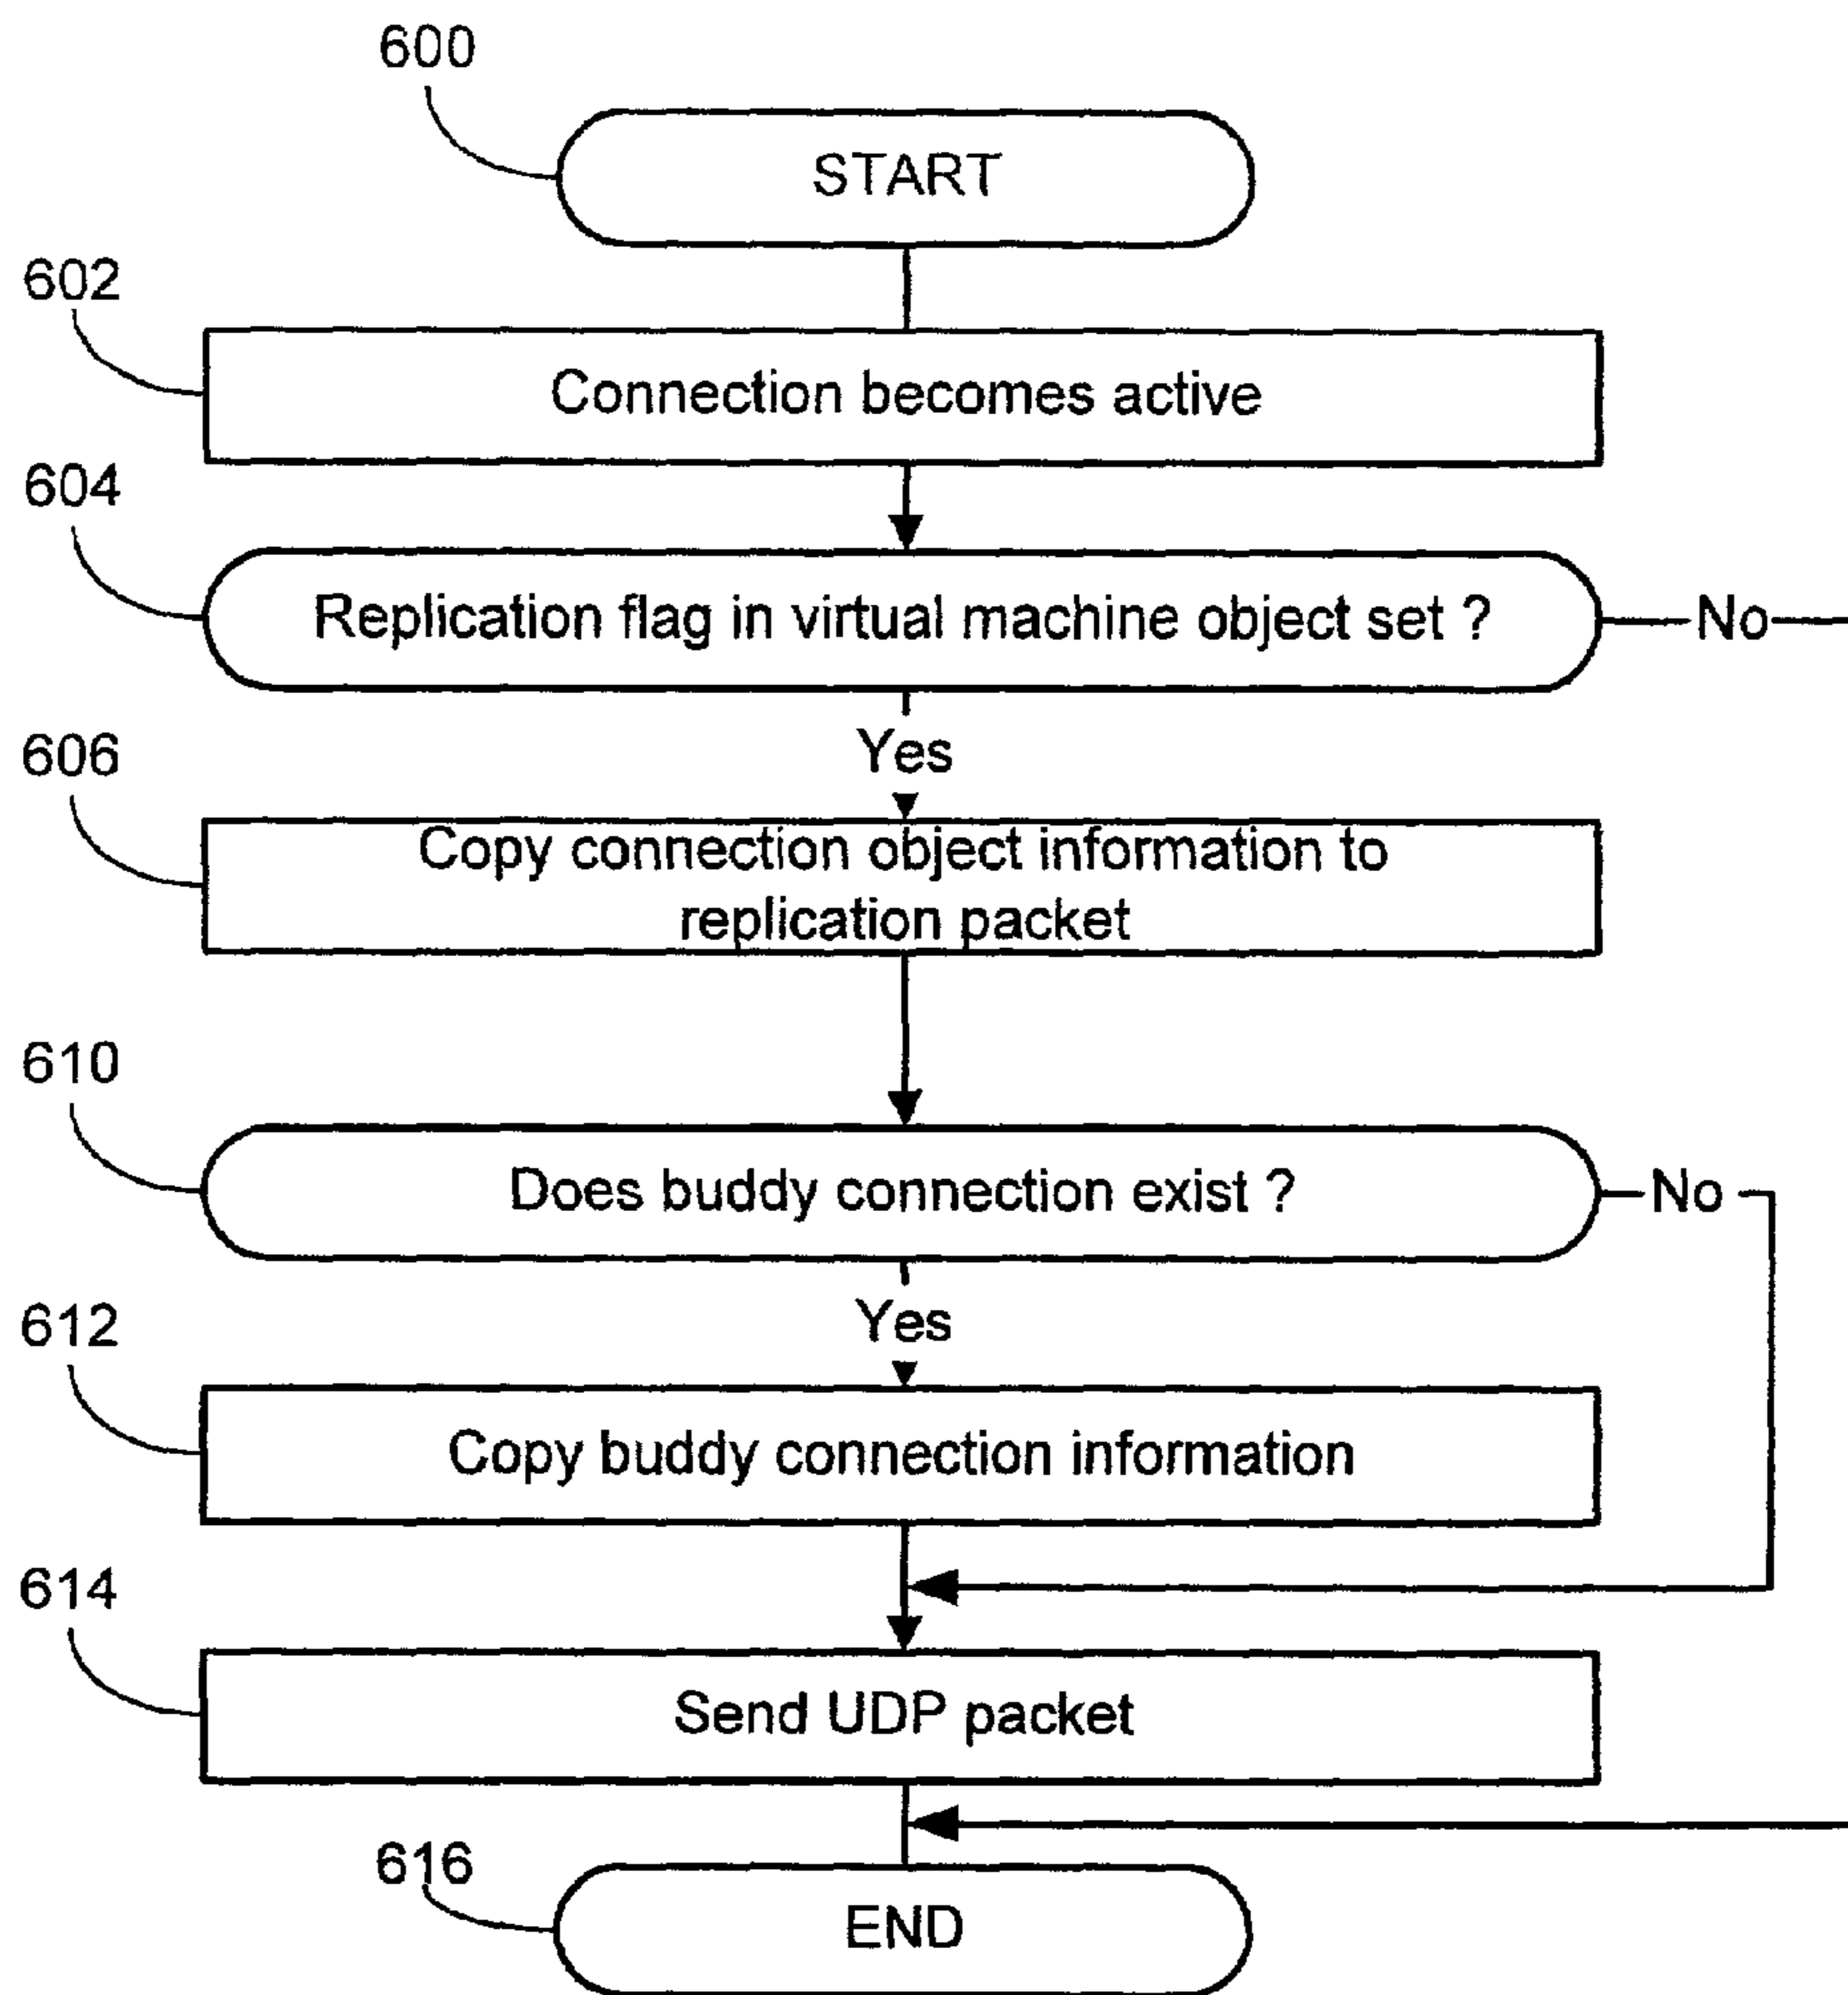 600
START
602
Connection becomes active
604
Replication flag in virtual machine object set ?
No
Yes
606
Copy connection object information to
replication packet
610
Does buddy connection exist ?
No
Yes
612
Copy buddy connection information
614
Send UDP packet
616
END